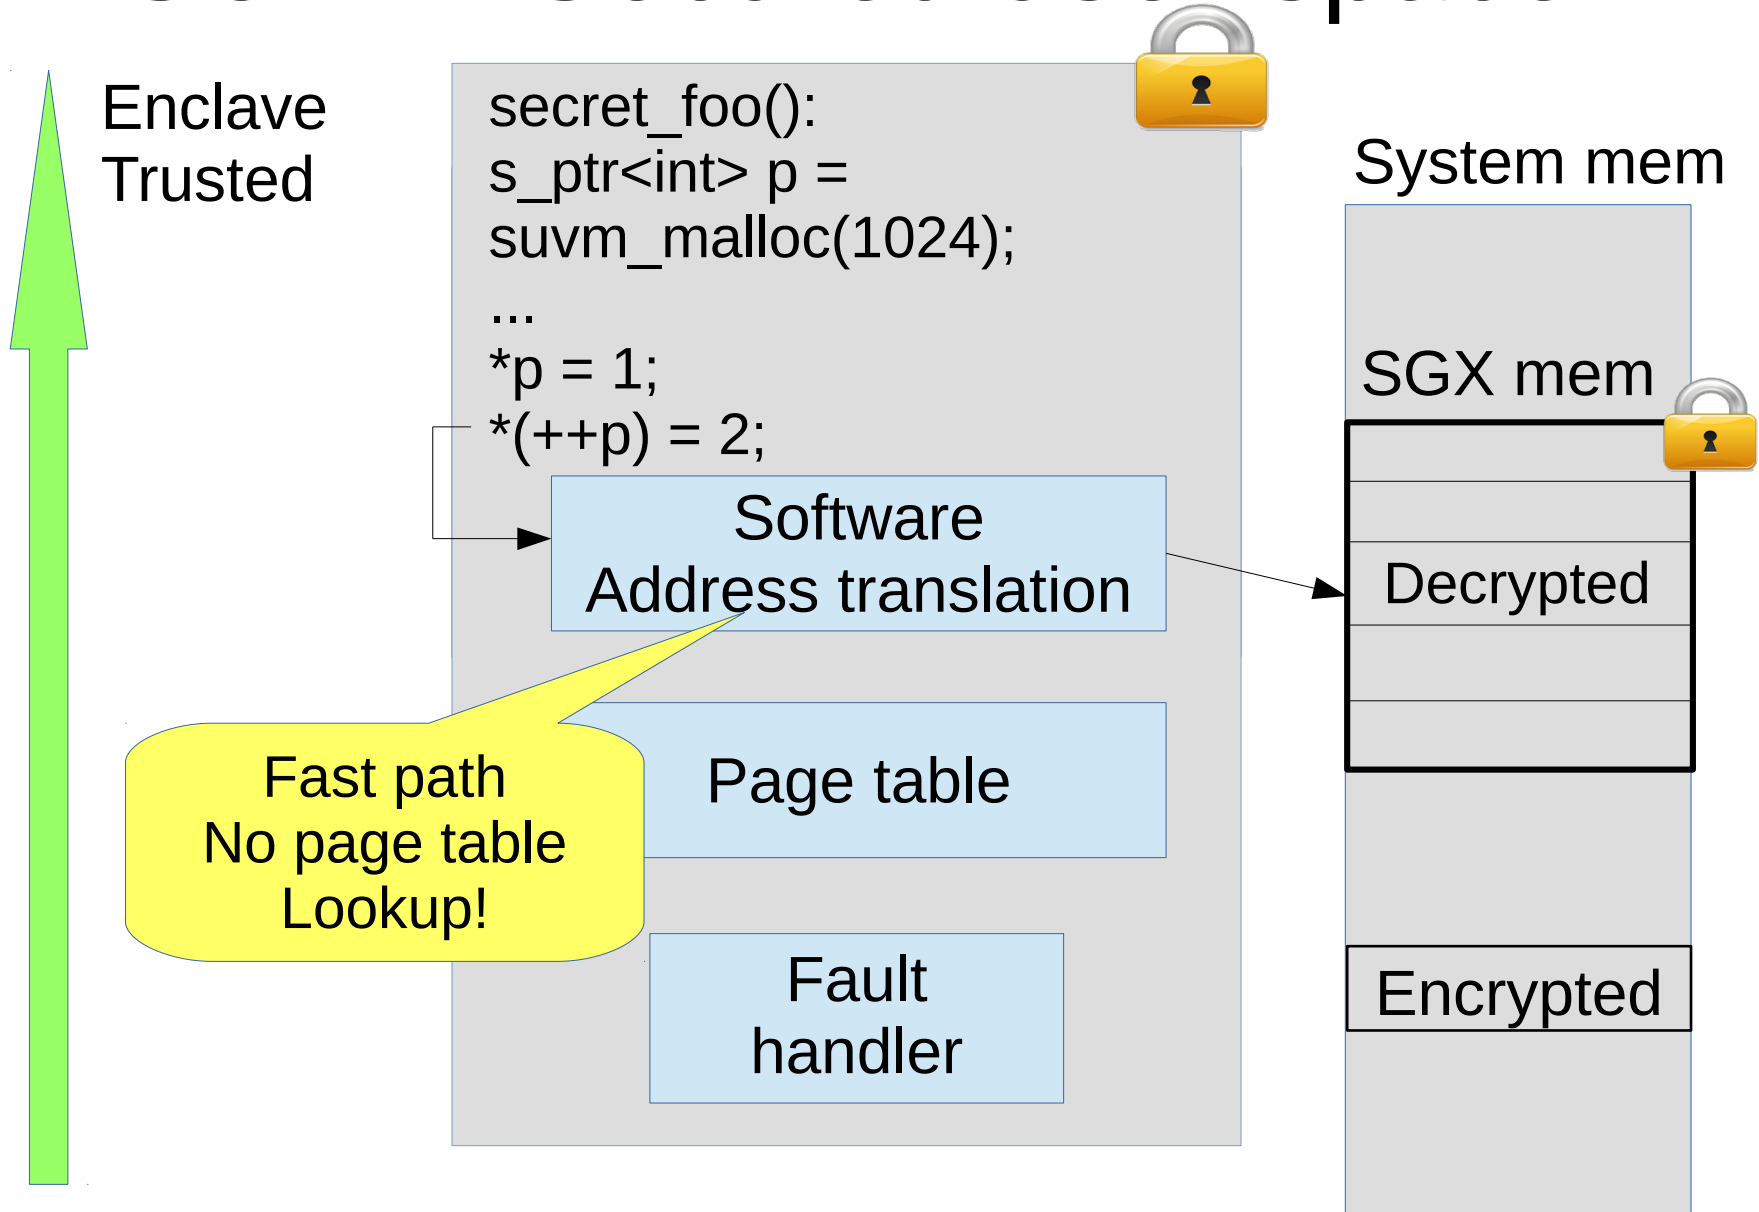 Enclave
Trusted
secret_foo():
s_ptr<int> p =
suvm_malloc(1024);
...
*p = 1;
*(++p) = 2;
Software
Address translation
Fast path
No page table
Lookup!
Page table
Fault
handler
System mem
SGX mem
Decrypted
Encrypted